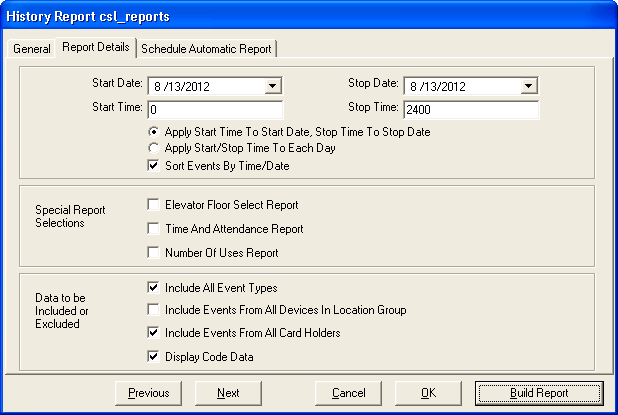 History Report csl_reports
General Report Details Schedule Automatic Report
Start Date: 8 /13/2012 Stop Date: 8 /13/2012
Start Time: 0 Stop Time: 2400
Apply Start Time To Start Date, Stop Time To Stop Date
Apply Start/Stop Time To Each Day
Sort Events By Time/Date
Special Report
Selections
Elevator Floor Select Report
Time And Attendance Report
Number Of Uses Report
Data to be
Included or
Excluded
Include All Event Types
Include Events From All Devices In Location Group
Include Events From All Card Holders
Display Code Data
Previous Next Cancel OK Build Report